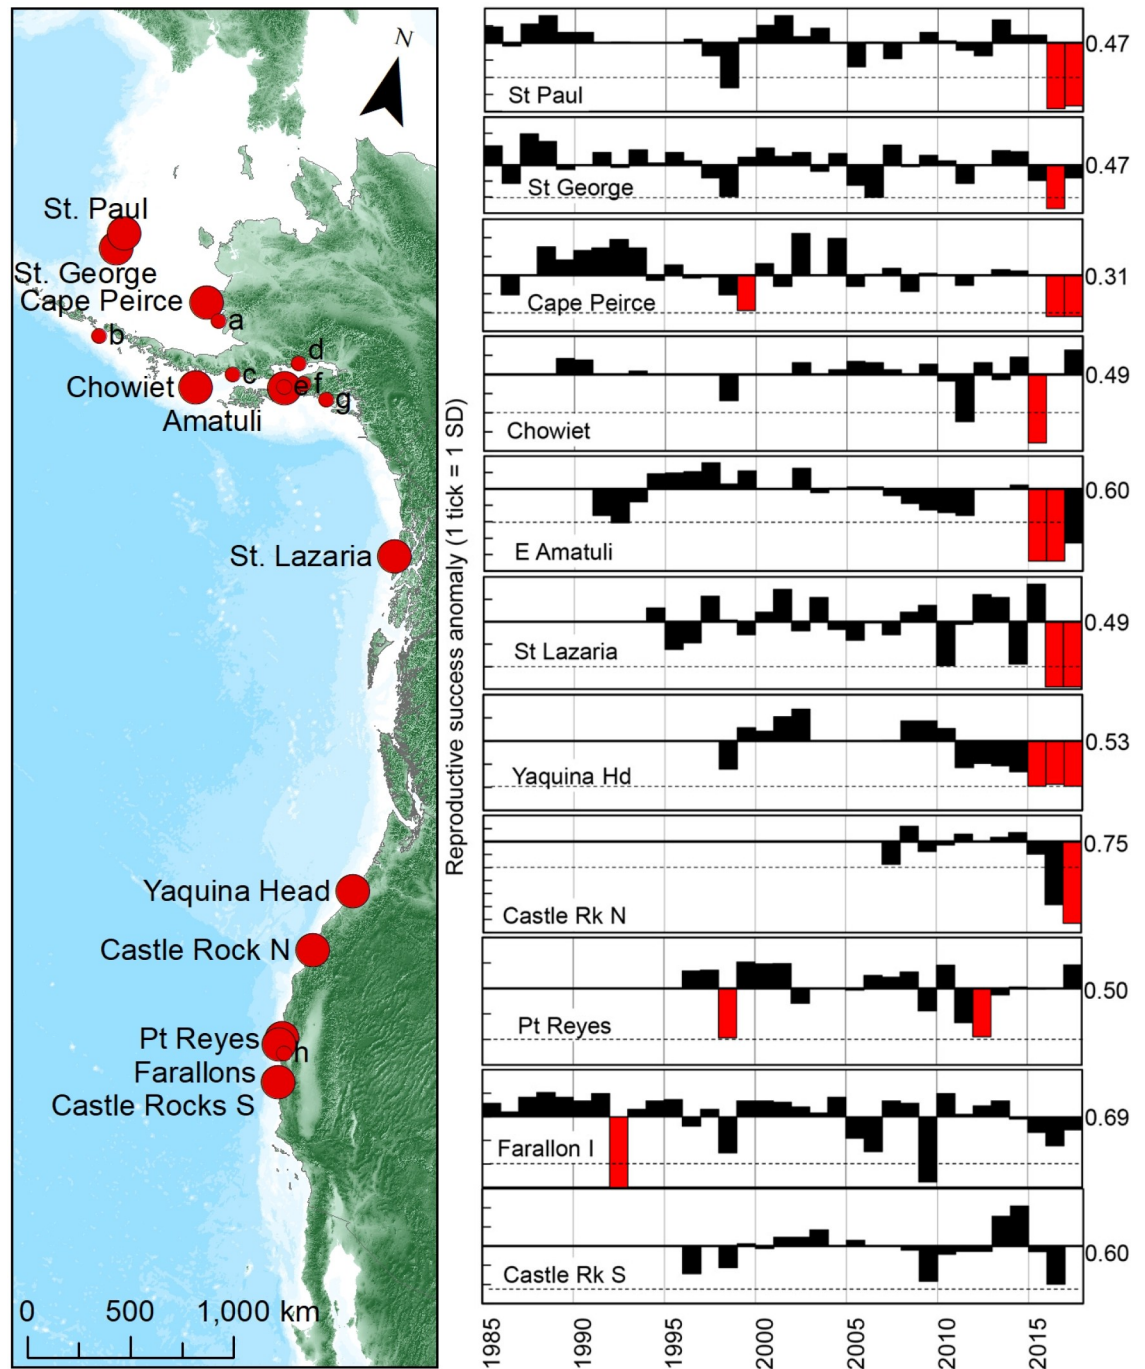 N
St. Paul
St. George
Cape Peirce
a
b
d
c
e
f
g
Chowiet
Amatuli
St. Lazaria
Yaquina Head
Castle Rock N
Pt Reyes
h
Farallons
Castle Rocks S
0 500 1,000 km
Reproductive success anomaly (1 tick = 1 SD)
0.47
St Paul
0.47
St George
0.31
Cape Peirce
0.49
Chowiet
0.60
E Amatuli
0.49
St Lazaria
0.53
Yaquina Hd
0.75
Castle Rk N
0.50
Pt Reyes
0.69
Farallon I
0.60
Castle Rk S
1985 1990 1995 2000 2005 2010 2015